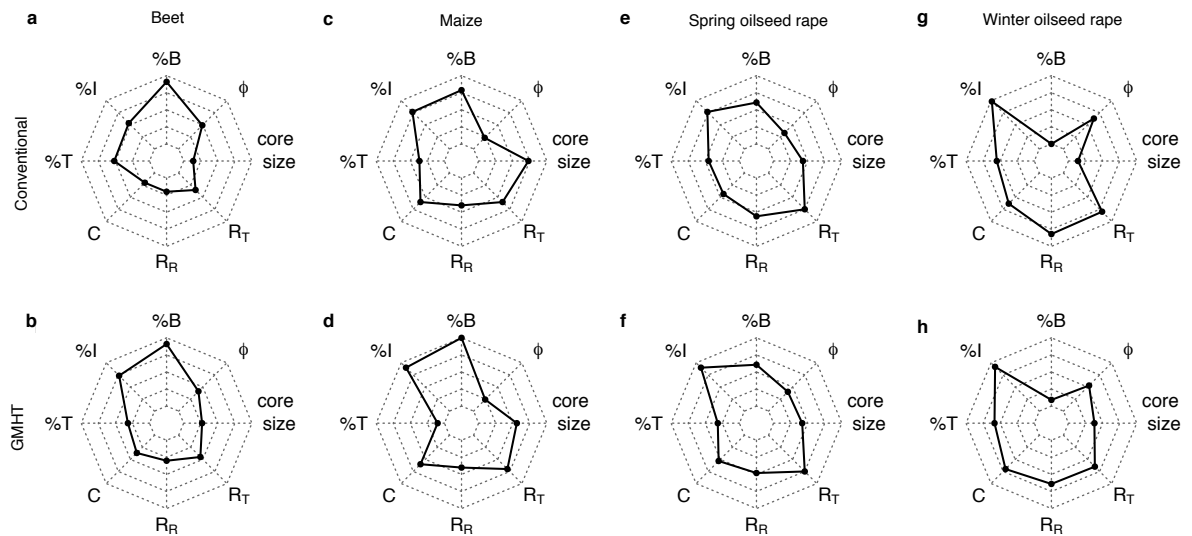 a Beet
c Maize
e Spring oilseed rape
g Winter oilseed rape
Conventional
%B
ϕ
core
size
R_T
R_R
C
%T
%I
%B
ϕ
core
size
R_T
R_R
C
%T
%I
%B
ϕ
core
size
R_T
R_R
C
%T
%I
%B
ϕ
core
size
R_T
R_R
C
%T
%I
GMHT
b
%B
ϕ
core
size
R_T
R_R
C
%T
%I
d
%B
ϕ
core
size
R_T
R_R
C
%T
%I
f
%B
ϕ
core
size
R_T
R_R
C
%T
%I
h
%B
ϕ
core
size
R_T
R_R
C
%T
%I